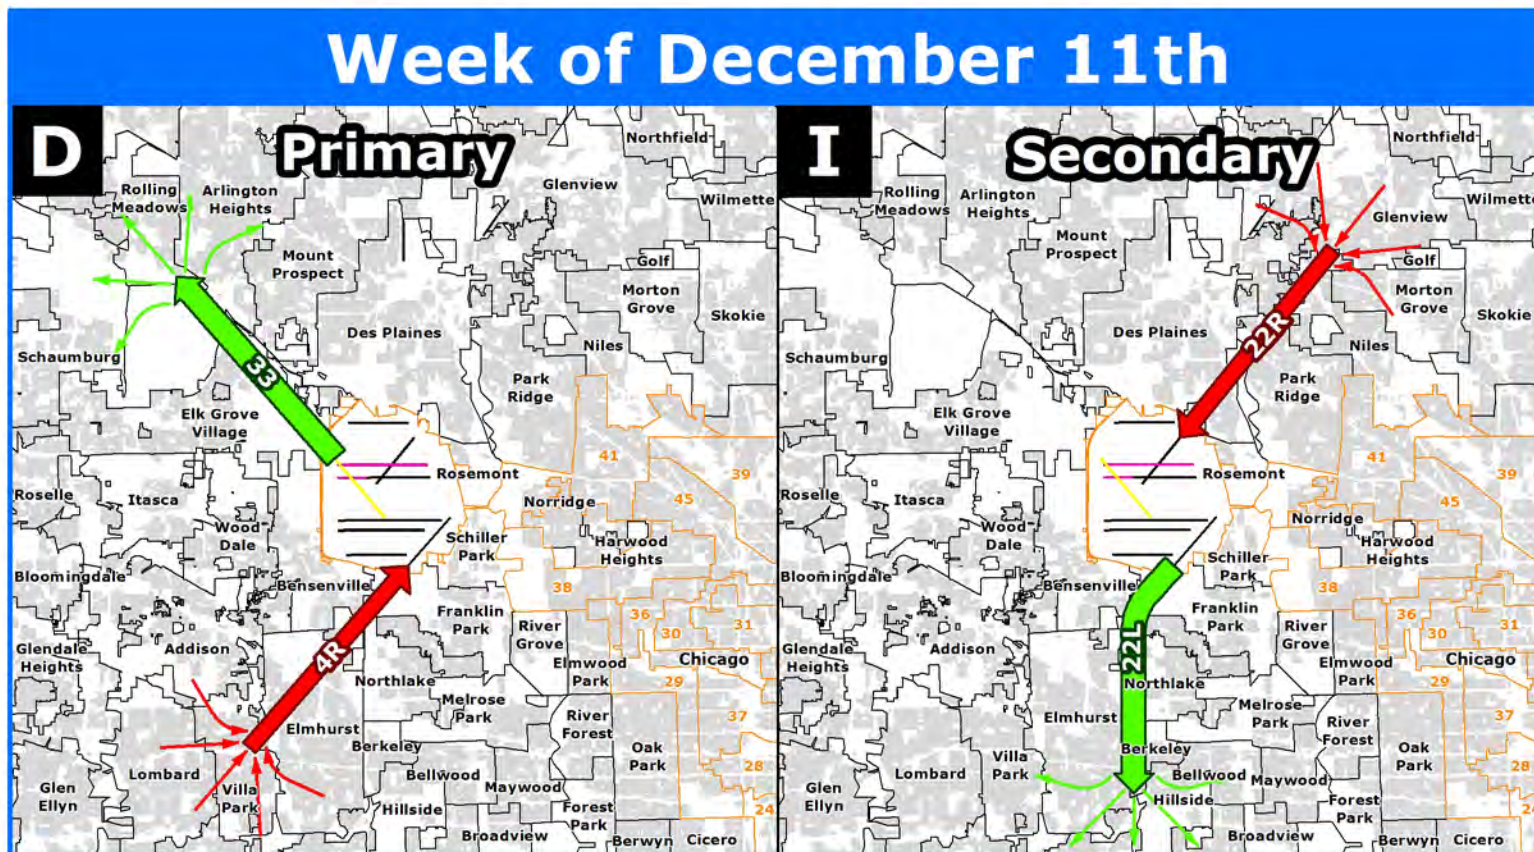 Week of December 11th
D
Primary
Northfield
Rolling
Meadows
Arlington
Heights
Glenview
Wilmette
Mount
Prospect
Golf
Morton
Grove
Skokie
Des Plaines
Niles
Schaumburg
33
Park
Ridge
Elk Grove
Village
41
39
Rosemont
45
Roselle
Itasca
Norridge
Wood
Dale
Schiller
Park
Harwood
Heights
Bloomingdale
Bensenville
38
Franklin
Park
36
31
River
Grove
30
Glendale
Heights
Addison
4R
Elmwood
Park
Chicago
29
Northlake
Melrose
Park
37
Elmhurst
River
Forest
Berkeley
Oak
Park
28
Lombard
Bellwood
Glen
Ellyn
Villa
Park
Maywood
Hillside
Forest
Park
24
Broadview
Berwyn
Cicero
I
Secondary
Northfield
Rolling
Meadows
Arlington
Heights
Glenview
Wilmette
Mount
Prospect
Golf
Morton
Grove
Skokie
Des Plaines
22R
Niles
Schaumburg
Park
Ridge
Elk Grove
Village
41
39
Rosemont
45
Roselle
Itasca
Norridge
Wood
Dale
Schiller
Park
Harwood
Heights
Bloomingdale
Bensenville
38
Franklin
Park
36
31
River
Grove
30
Glendale
Heights
Addison
22L
Elmwood
Park
Chicago
29
Northlake
Melrose
Park
37
Elmhurst
River
Forest
Berkeley
Oak
Park
28
Villa
Park
Lombard
Bellwood
Maywood
Glen
Ellyn
Hillside
Forest
Park
24
Broadview
Berwyn
Cicero